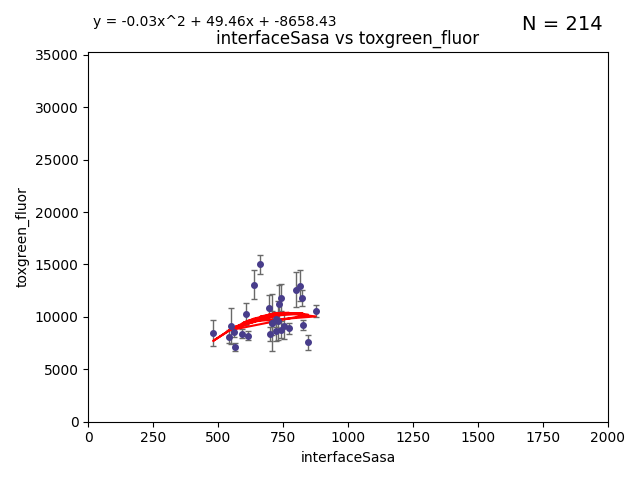 y = -0.03x^2 + 49.46x + -8658.43
N = 214
interfaceSasa vs toxgreen_fluor
35000
30000
25000
20000
15000
10000
5000
0
toxgreen_fluor
0 250 500 750 1000 1250 1500 1750 2000
interfaceSasa